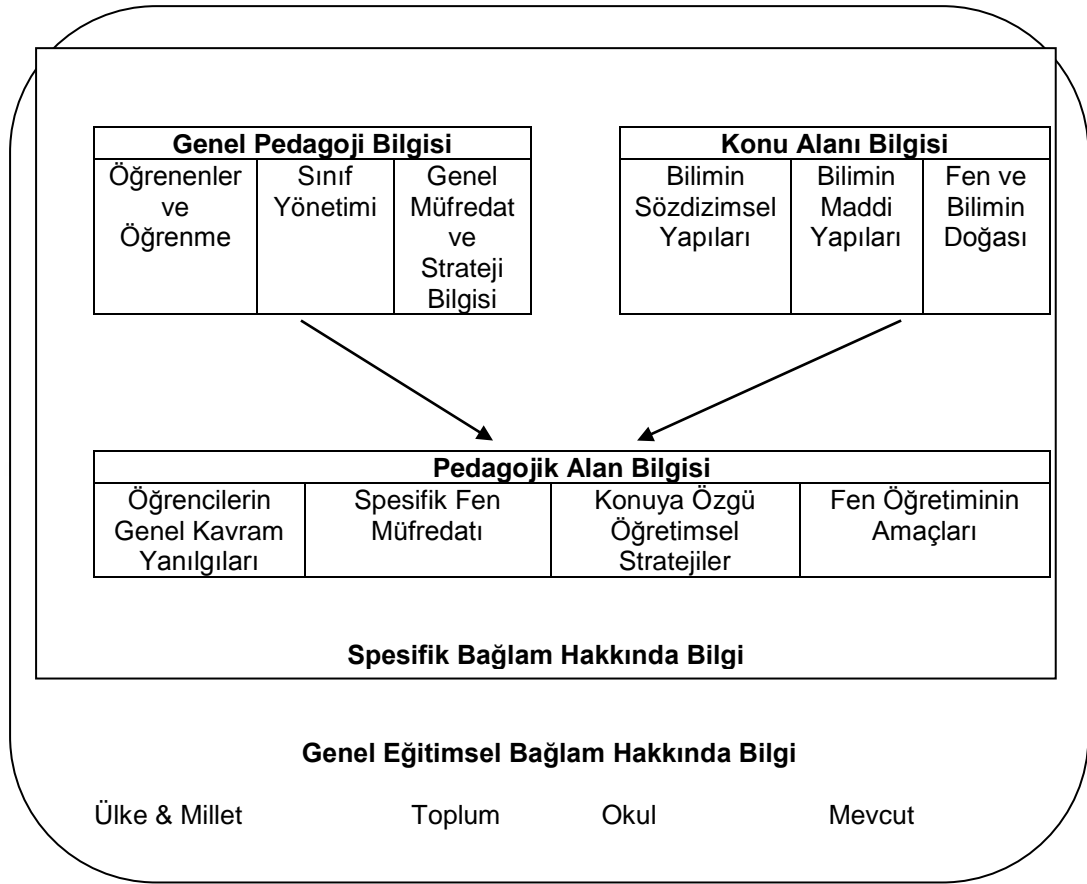 Genel Pedagoji Bilgisi
Öğrenenler
ve
Öğrenme
Sınıf
Yönetimi
Genel
Müfredat
ve
Strateji
Bilgisi
Konu Alanı Bilgisi
Bilimin
Sözdizimsel
Yapıları
Bilimin
Maddi
Yapıları
Fen ve
Bilimin
Doğası
Pedagojik Alan Bilgisi
Öğrencilerin
Genel Kavram
Yanılgıları
Spesifik Fen
Müfredatı
Konuya Özgü
Öğretimsel
Stratejiler
Fen Öğretiminin
Amaçları
Spesifik Bağlam Hakkında Bilgi
Genel Eğitimsel Bağlam Hakkında Bilgi
Ülke & Millet Toplum Okul Mevcut